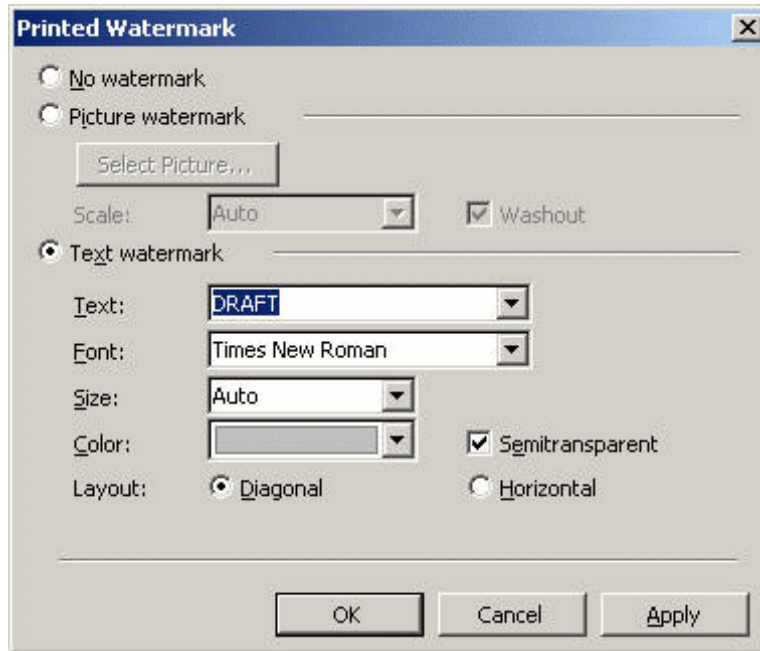 Printed Watermark
No watermark
Picture watermark
Select Picture...
Scale: Auto Washout
Text watermark
Text: DRAFT
Font: Times New Roman
Size: Auto
Color: Semitransparent
Layout: Diagonal Horizontal
OK Cancel Apply